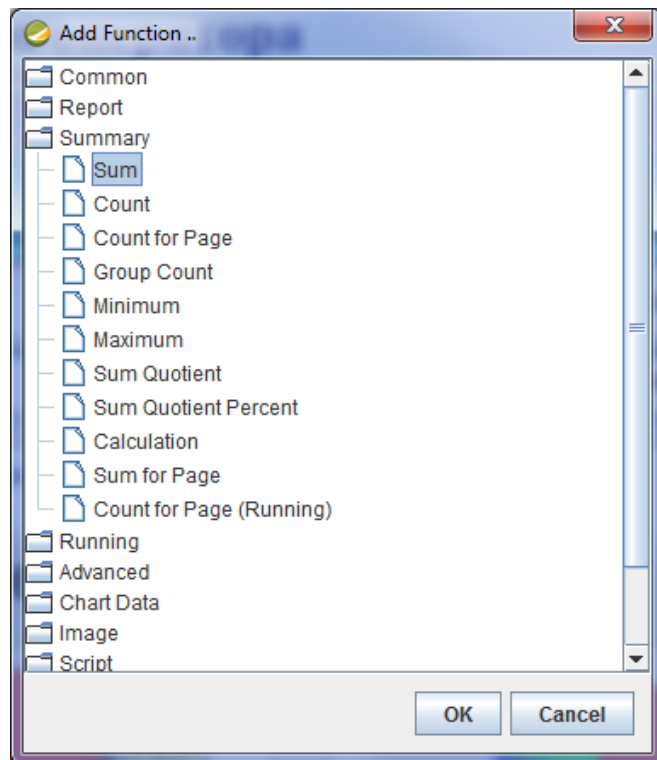 Add Function ..
Common
Report
Summary
Sum
Count
Count for Page
Group Count
Minimum
Maximum
Sum Quotient
Sum Quotient Percent
Calculation
Sum for Page
Count for Page (Running)
Running
Advanced
Chart Data
Image
Script
OK Cancel